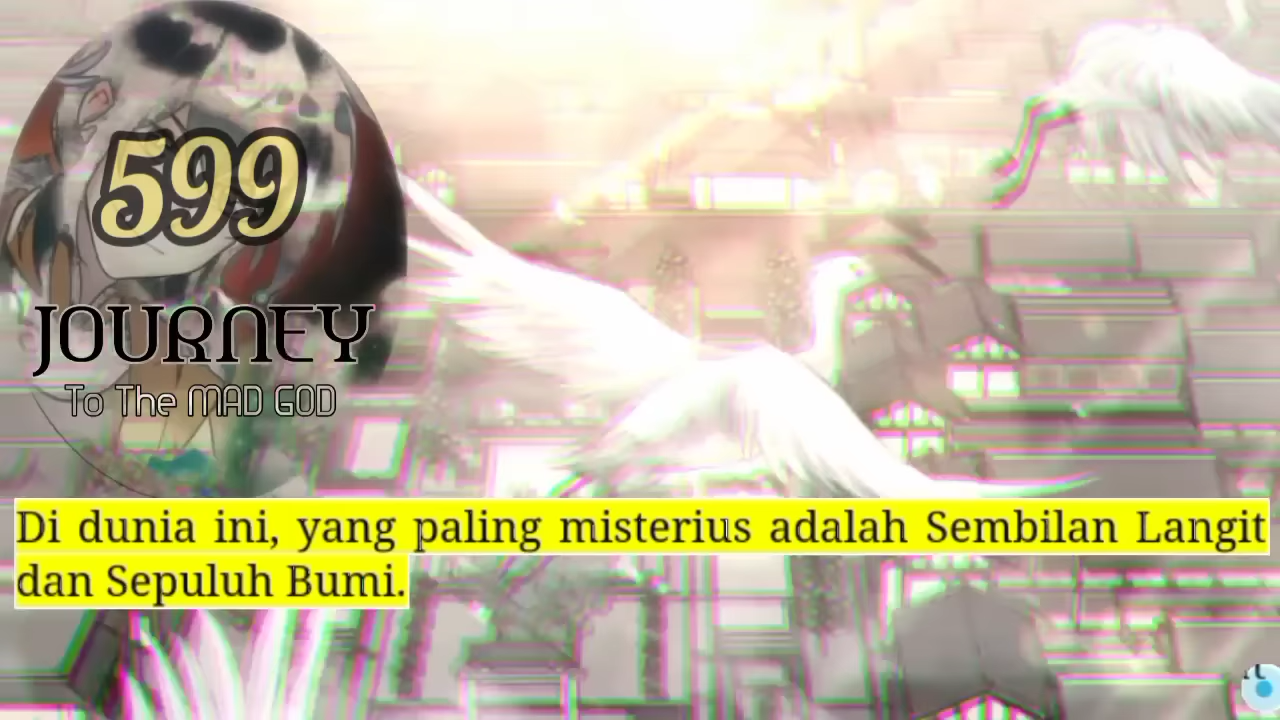 599
JOURNEY
To The MAD GOD
Di dunia ini, yang paling misterius adalah Sembilan Langit
dan Sepuluh Bumi.